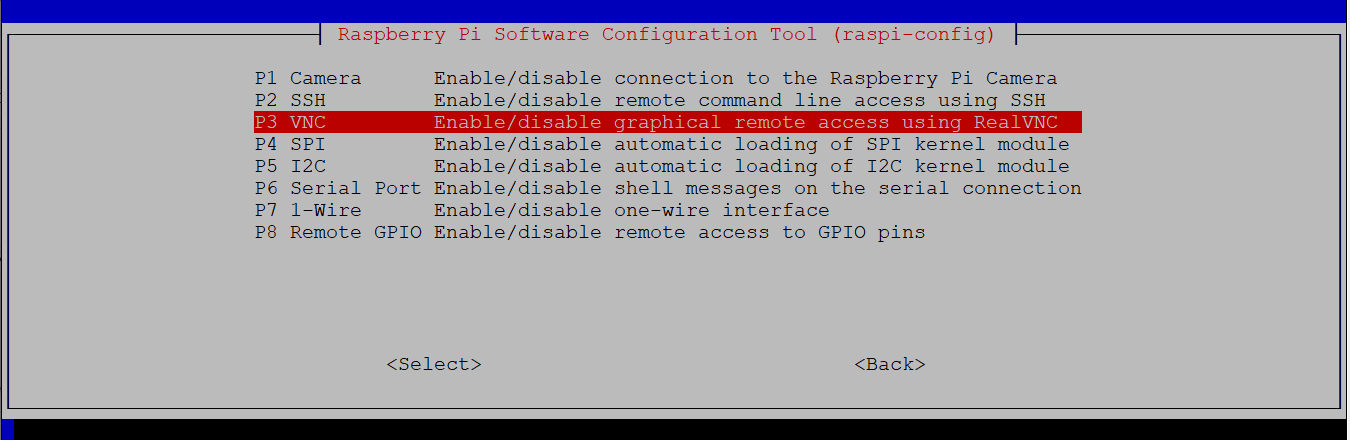 Raspberry Pi Software Configuration Tool (raspi-config)
P1 Camera Enable/disable connection to the Raspberry Pi Camera
P2 SSH Enable/disable remote command line access using SSH
P3 VNC Enable/disable graphical remote access using RealVNC
P4 SPI Enable/disable automatic loading of SPI kernel module
P5 I2C Enable/disable automatic loading of I2C kernel module
P6 Serial Port Enable/disable shell messages on the serial connection
P7 1-Wire Enable/disable one-wire interface
P8 Remote GPIO Enable/disable remote access to GPIO pins
<Select> <Back>